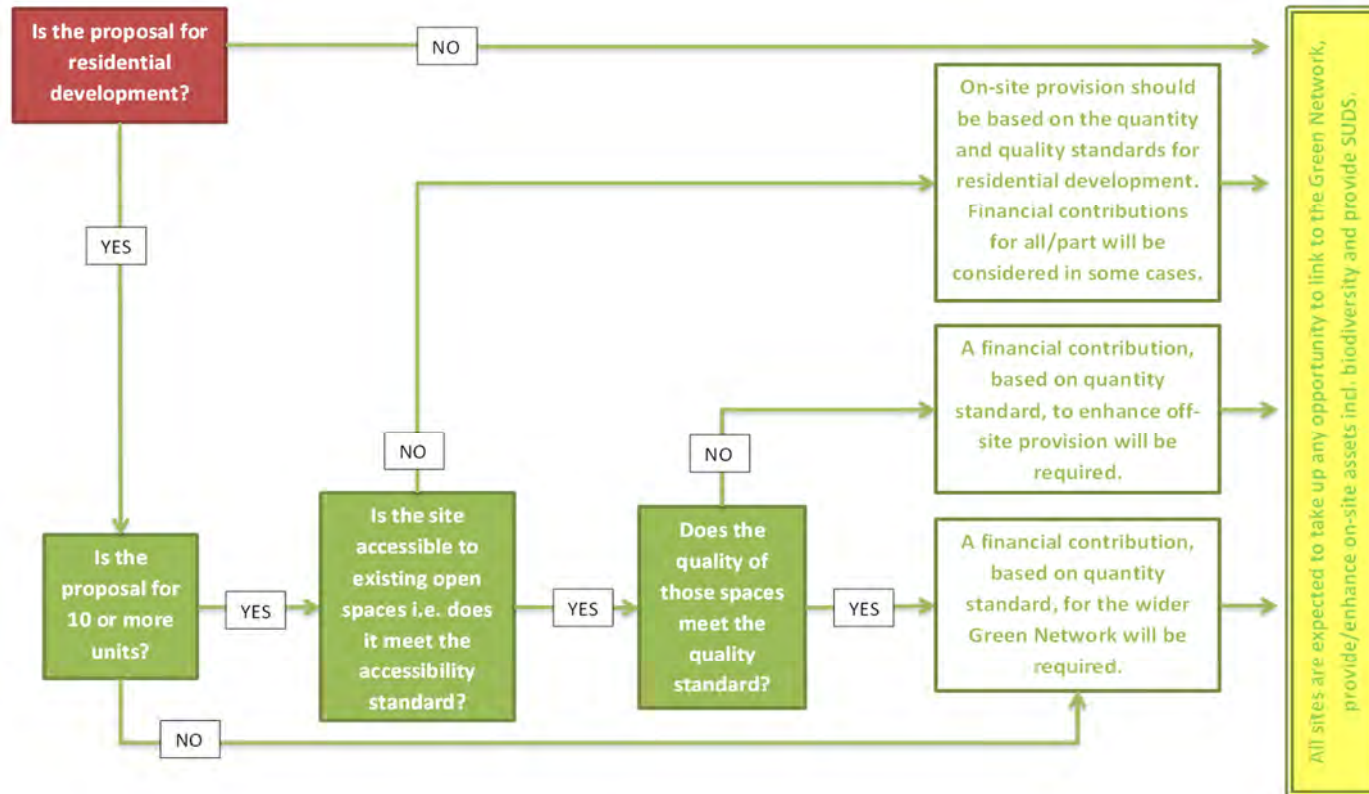 Is the proposal for
residential
development?
NO
YES
On-site provision should
be based on the quantity
and quality standards for
residential development.
Financial contributions
for all/part will be
considered in some cases.
NO
A financial contribution,
based on quantity
standard, to enhance off-
site provision will be
required.
NO
Is the
proposal for
10 or more
units?
YES
Is the site
accessible to
existing open
spaces i.e. does
it meet the
accessibility
standard?
YES
Does the
quality of
those spaces
meet the
quality
standard?
YES
A financial contribution,
based on quantity
standard, for the wider
Green Network will be
required.
NO
All sites are expected to take up any opportunity to link to the Green Network,
provide/enhance on-site assets incl. biodiversity and provide SUDS.